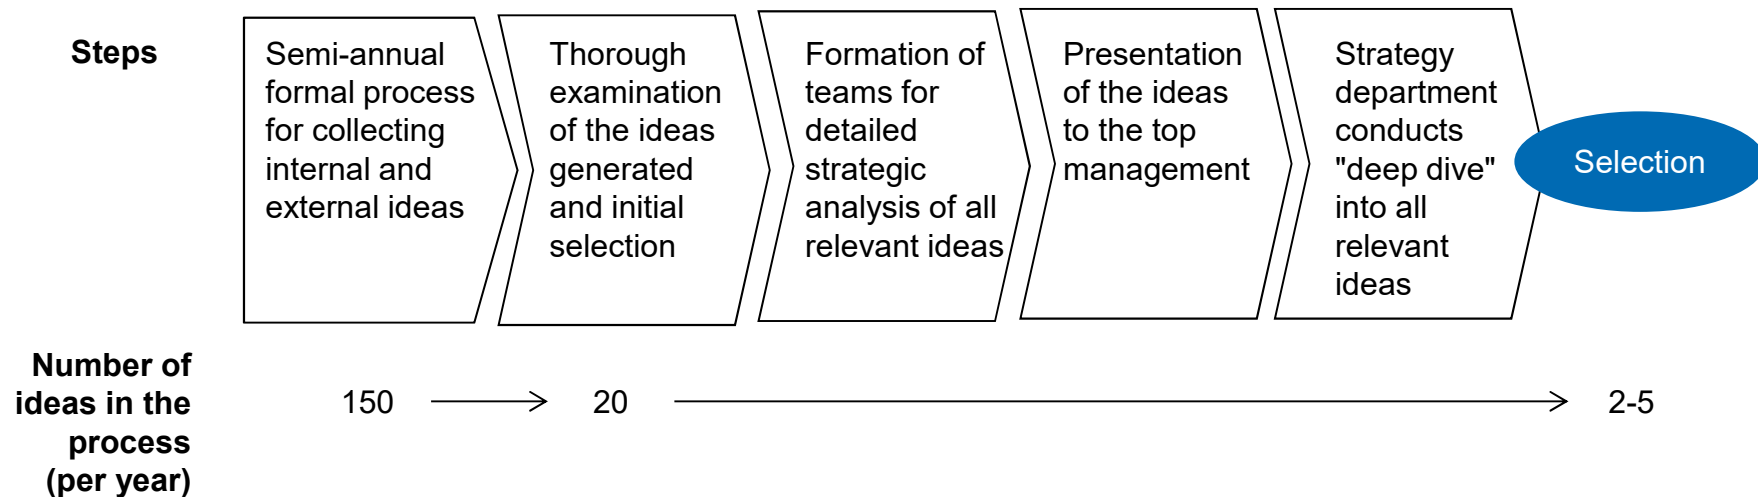 Steps
Semi-annual
formal process
for collecting
internal and
external ideas
Thorough
examination
of the ideas
generated
and initial
selection
Formation of
teams for
detailed
strategic
analysis of all
relevant ideas
Presentation
of the ideas
to the top
management
Strategy
department
conducts
"deep dive"
into all
relevant
ideas
Selection
Number of
ideas in the
process
(per year)
150
20
2-5